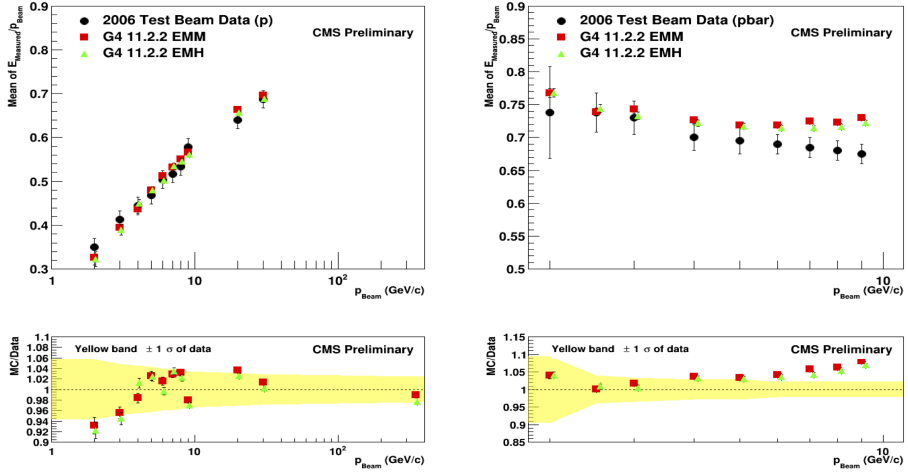 2006 Test Beam Data (p)
G4 11.2.2 EMM
G4 11.2.2 EMH
CMS Preliminary
Mean of E_Measured/p_Beam
0.9
0.8
0.7
0.6
0.5
0.4
0.3
1
10
10²
p_Beam (GeV/c)
2006 Test Beam Data (pbar)
G4 11.2.2 EMM
G4 11.2.2 EMH
CMS Preliminary
Mean of E_Measured/p_Beam
0.9
0.85
0.8
0.75
0.7
0.65
0.6
0.55
0.5
10
p_Beam (GeV/c)
Yellow band ± 1 σ of data
CMS Preliminary
MC/Data
1.1
1.08
1.06
1.04
1.02
1
0.98
0.96
0.94
0.92
0.9
1
10
10²
p_Beam (GeV/c)
Yellow band ± 1 σ of data
CMS Preliminary
MC/Data
1.15
1.1
1.05
1
0.95
0.9
0.85
10
p_Beam (GeV/c)